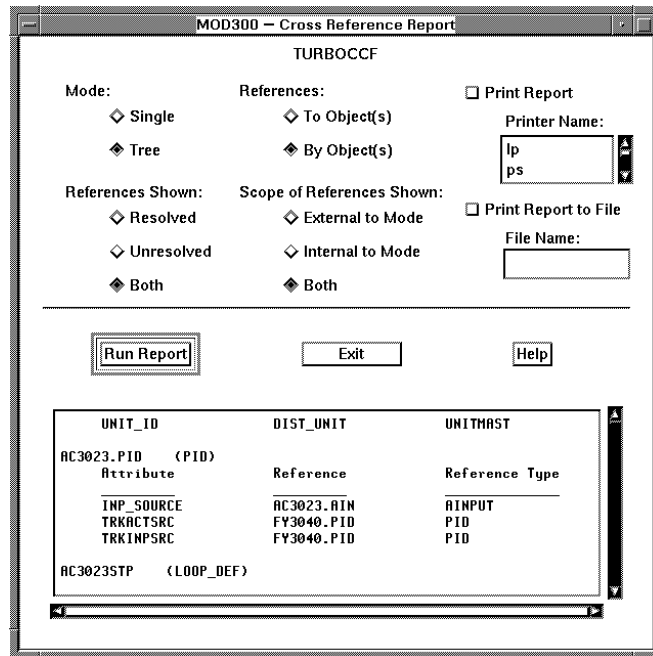 MOD300 — Cross Reference Report
TURBOCCF
Mode:
Single
Tree
References:
To Object(s)
By Object(s)
Print Report
Printer Name:
lp
ps
References Shown:
Resolved
Unresolved
Both
Scope of References Shown:
External to Mode
Internal to Mode
Both
Print Report to File
File Name:
Run Report
Exit
Help
UNIT_ID DIST_UNIT UNITMAST
AC3023.PID (PID)
Attribute Reference Reference Type
INP_SOURCE AC3023.AIN AINPUT
TRKACTSRC FY3040.PID PID
TRKINPSRC FY3040.PID PID
AC3023STP (LOOP_DEF)